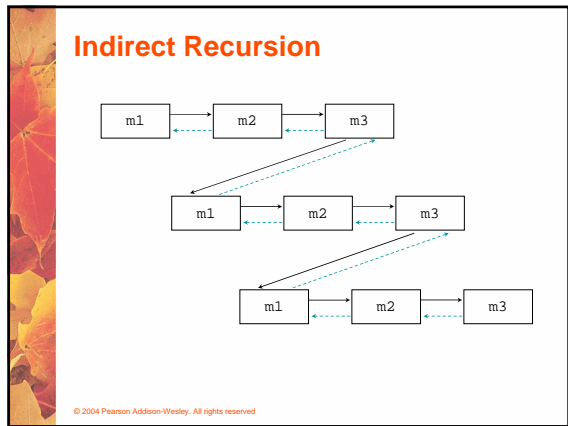 Indirect Recursion
m1 m2 m3
m1 m2 m3
m1 m2 m3
© 2004 Pearson Addison-Wesley. All rights reserved